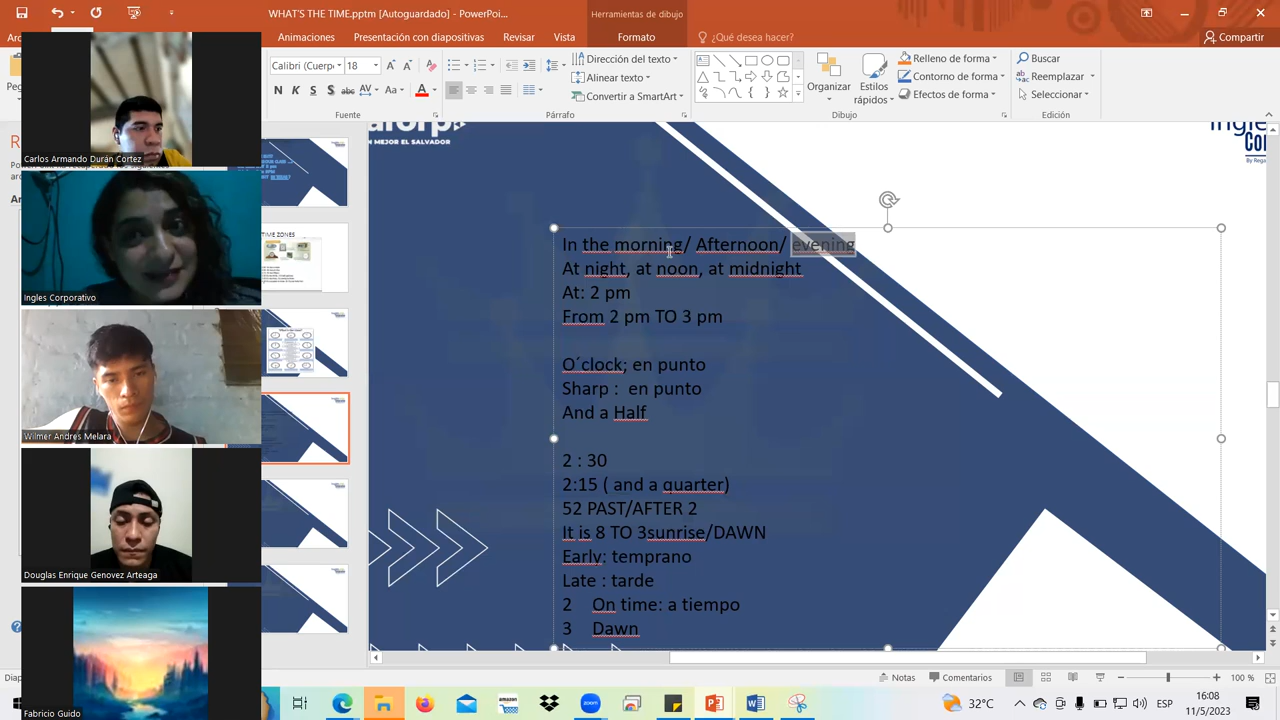 WHAT'S THE TIME [Autoguardado] - PowerPoi...
Herramientas de dibujo
Animaciones
Presentación con diapositivas
Revisar
Vista
Formato
¿Qué desea hacer?
Compartir
Calibri (Cuerpo
18
Dirección del texto
Alinear texto
Convertir a SmartArt
Organizar
Estilos
rápidos
Relleno de forma
Contorno de forma
Efectos de forma
Buscar
Reemplazar
Seleccionar
Fuente
Párrafo
Dibujo
Edición
Carlos Armando Durán Cortez
Ingles Corporativo
Wilmer Andres Melara
Douglas Enrique Genovez Arteaga
Fabricio Guido
TIME ZONES
N MEJOR EL SALVADOR
In the morning/ Afternoon/ evening
At night, at noon, at midnight
At: 2 pm
From 2 pm TO 3 pm
O´clock; en punto
Sharp : en punto
And a Half
2 : 30
2:15 ( and a quarter)
52 PAST/AFTER 2
It is 8 TO 3sunrise/DAWN
Early: temprano
Late : tarde
2 On time: a tiempo
3 Dawn
Notas
Comentarios
100 %
amazon
zoom
32°C
ESP
16:08
11/5/2023